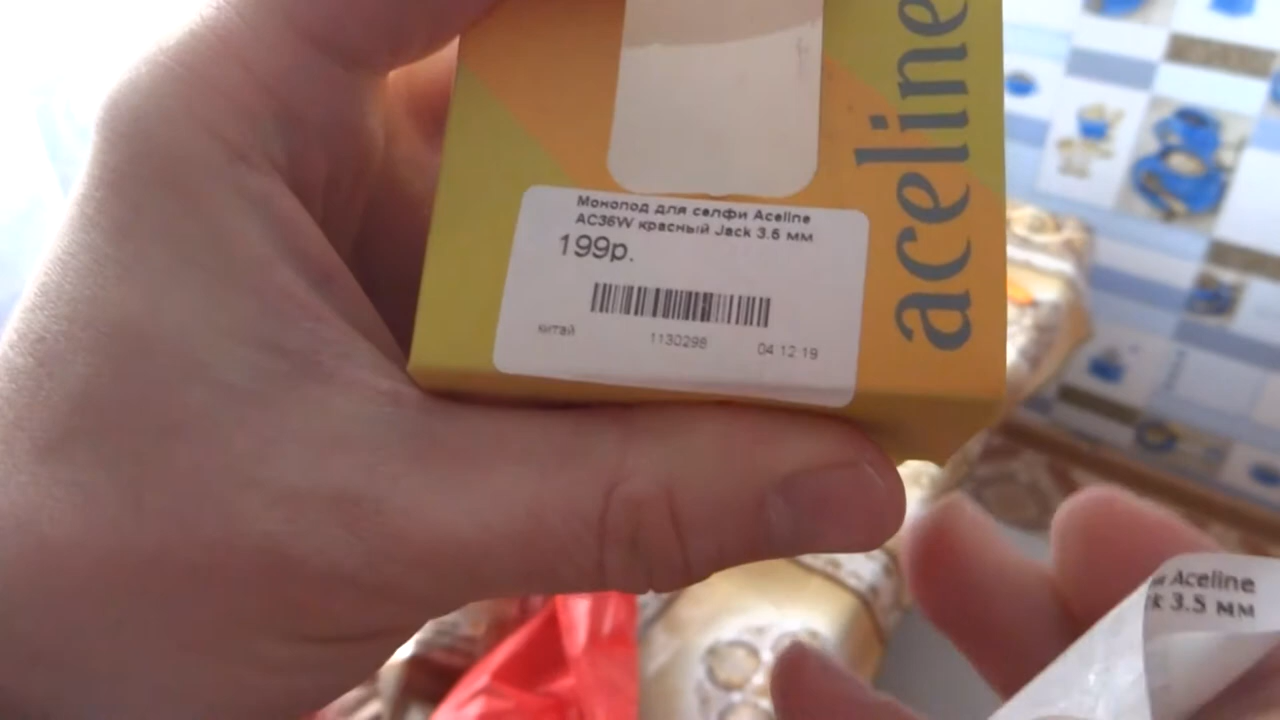 aceline
Монопод для селфи Aceline
AC36W красный Jack 3.6 мм
199р.
китай
1130298
04 12 19
Aceline
3.5 мм